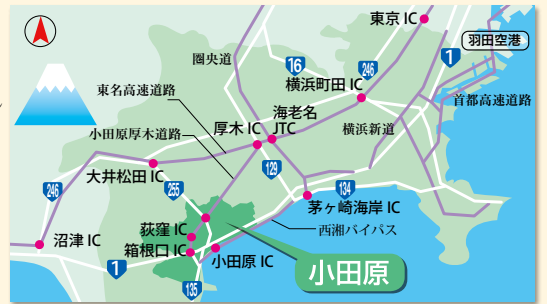 東京 IC
羽田空港
1
圏央道
16
246
横浜町田 IC
東名高速道路
首都高速道路
海老名
JTC
小田原厚木道路
厚木 IC
横浜新道
大井松田 IC
129
246
255
134
茅ヶ崎海岸 IC
荻窪 IC
西湘バイパス
沼津 IC
箱根口 IC
小田原 IC
1
小田原
135